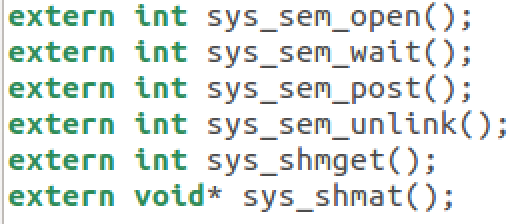 extern int sys_sem_open();
extern int sys_sem_wait();
extern int sys_sem_post();
extern int sys_sem_unlink();
extern int sys_shmget();
extern void* sys_shmat();